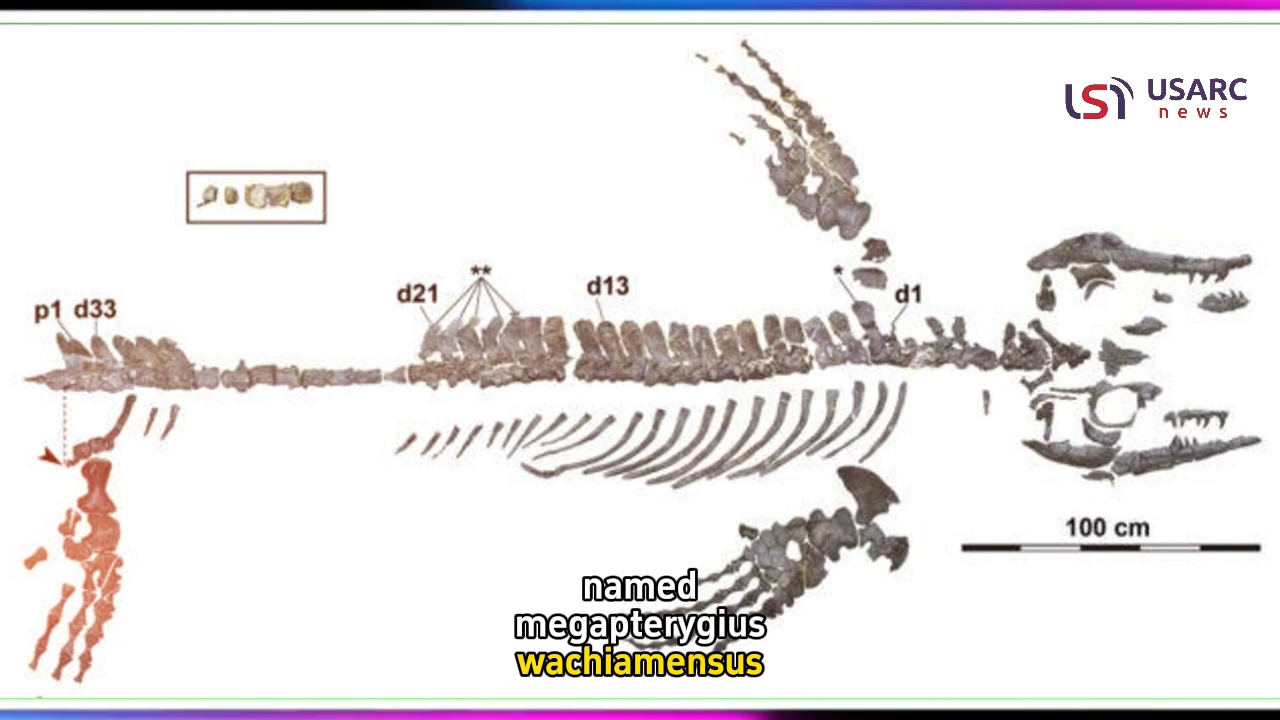 USARC
news
**
*
d21
d13
d1
p1 d33
100 cm
named
megapterygius
wachiamensus